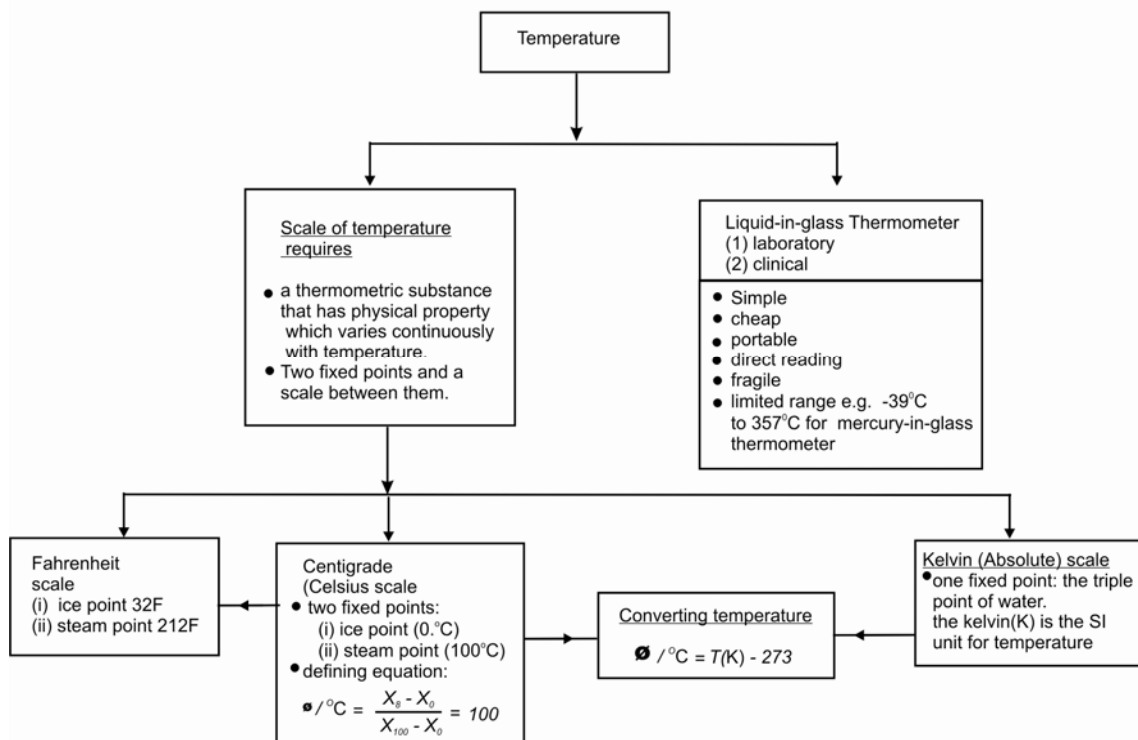 Temperature
Scale of temperature
requires
● a thermometric substance
that has physical property
which varies continuously
with temperature.
● Two fixed points and a
scale between them.
Liquid-in-glass Thermometer
(1) laboratory
(2) clinical
● Simple
● cheap
● portable
● direct reading
● fragile
● limited range e.g. -39⁰C
to 357⁰C for mercury-in-glass
thermometer
Fahrenheit
scale
(i) ice point 32F
(ii) steam point 212F
Centigrade
(Celsius scale
● two fixed points:
(i) ice point (0.°C)
(ii) steam point (100°C)
● defining equation:
ø/⁰C = (X₈ - X₀)/(X₁₀₀ - X₀) = 100
Converting temperature
Ø / ⁰C = T(K) - 273
Kelvin (Absolute) scale
● one fixed point: the triple
point of water.
the kelvin(K) is the SI
unit for temperature